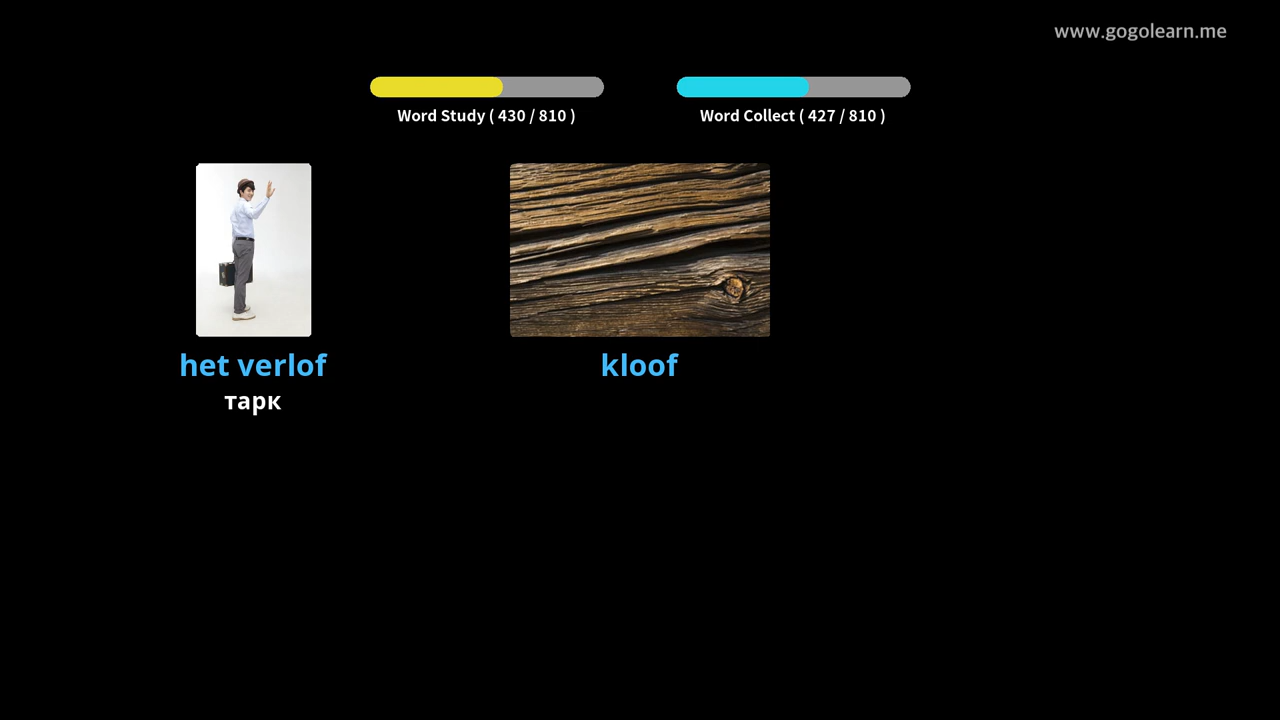 www.gogolearn.me
Word Study ( 430 / 810 )
Word Collect ( 427 / 810 )
het verlof
тарк
kloof